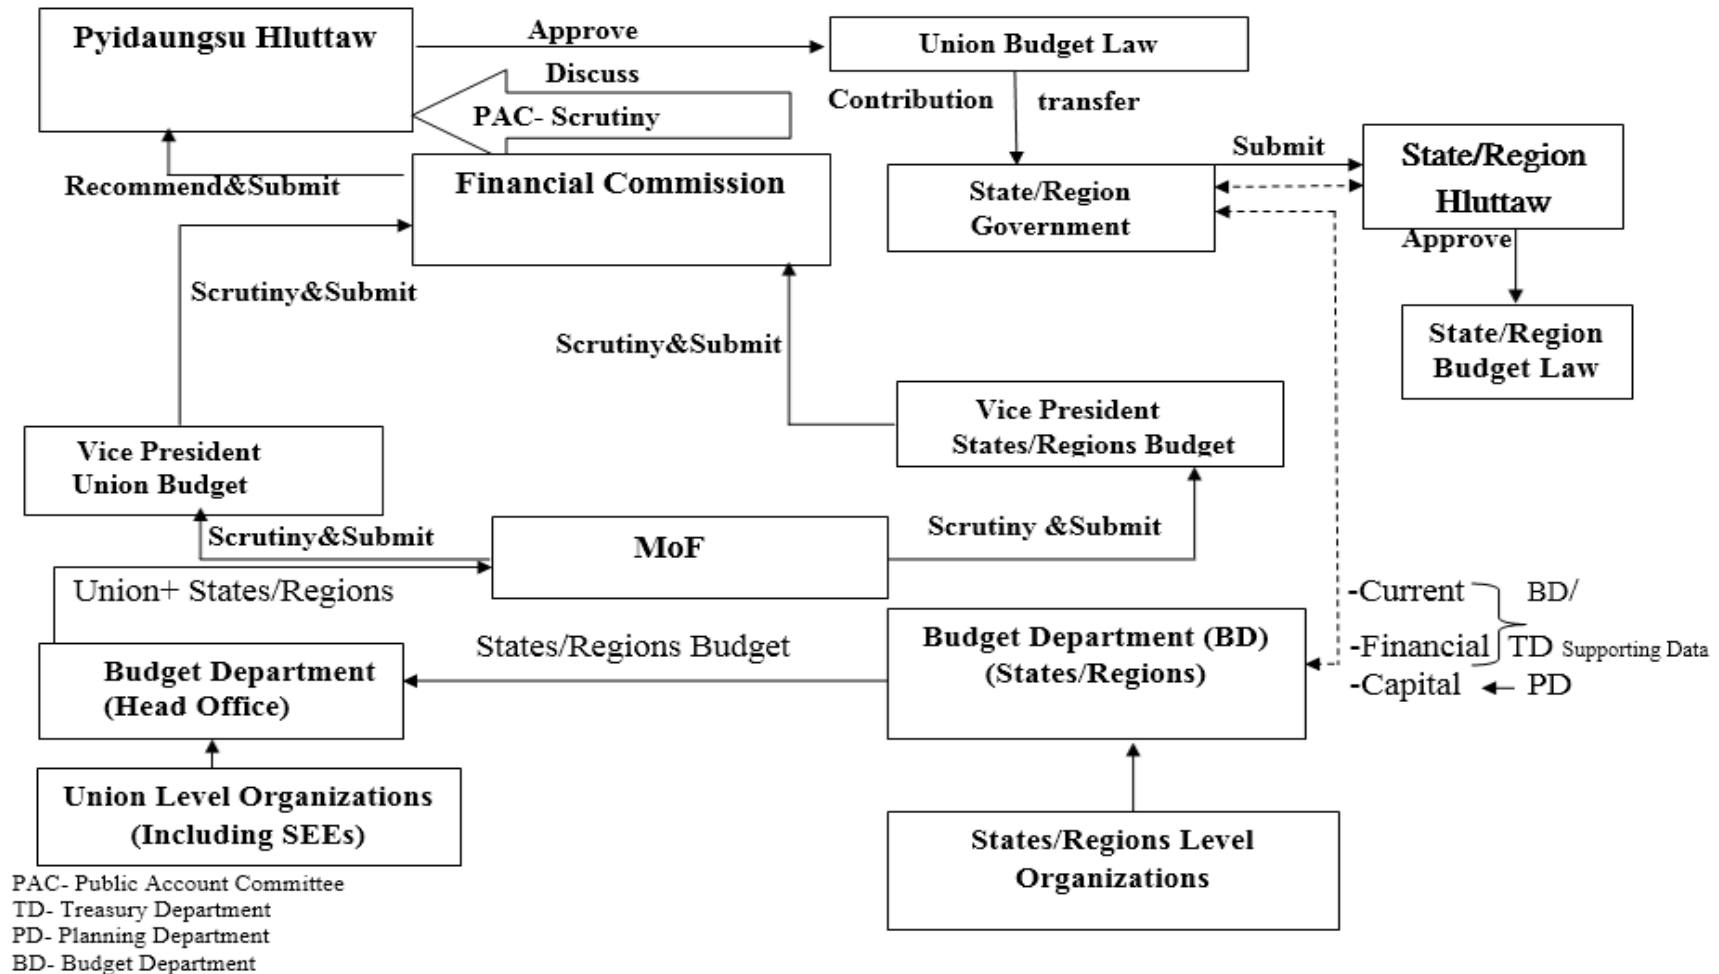 Pyidaungsu Hluttaw
Approve
Union Budget Law
Discuss
PAC- Scrutiny
Contribution transfer
Recommend&Submit
Financial Commission
State/Region
Government
Submit
State/Region
Hluttaw
Approve
State/Region
Budget Law
Scrutiny&Submit
Scrutiny&Submit
Vice President
Union Budget
Vice President
States/Regions Budget
Scrutiny&Submit
MoF
Scrutiny &Submit
Union+ States/Regions
Budget Department
(Head Office)
States/Regions Budget
Budget Department (BD)
(States/Regions)
-Current BD/
-Financial TD Supporting Data
-Capital PD
Union Level Organizations
(Including SEEs)
States/Regions Level
Organizations
PAC- Public Account Committee
TD- Treasury Department
PD- Planning Department
BD- Budget Department